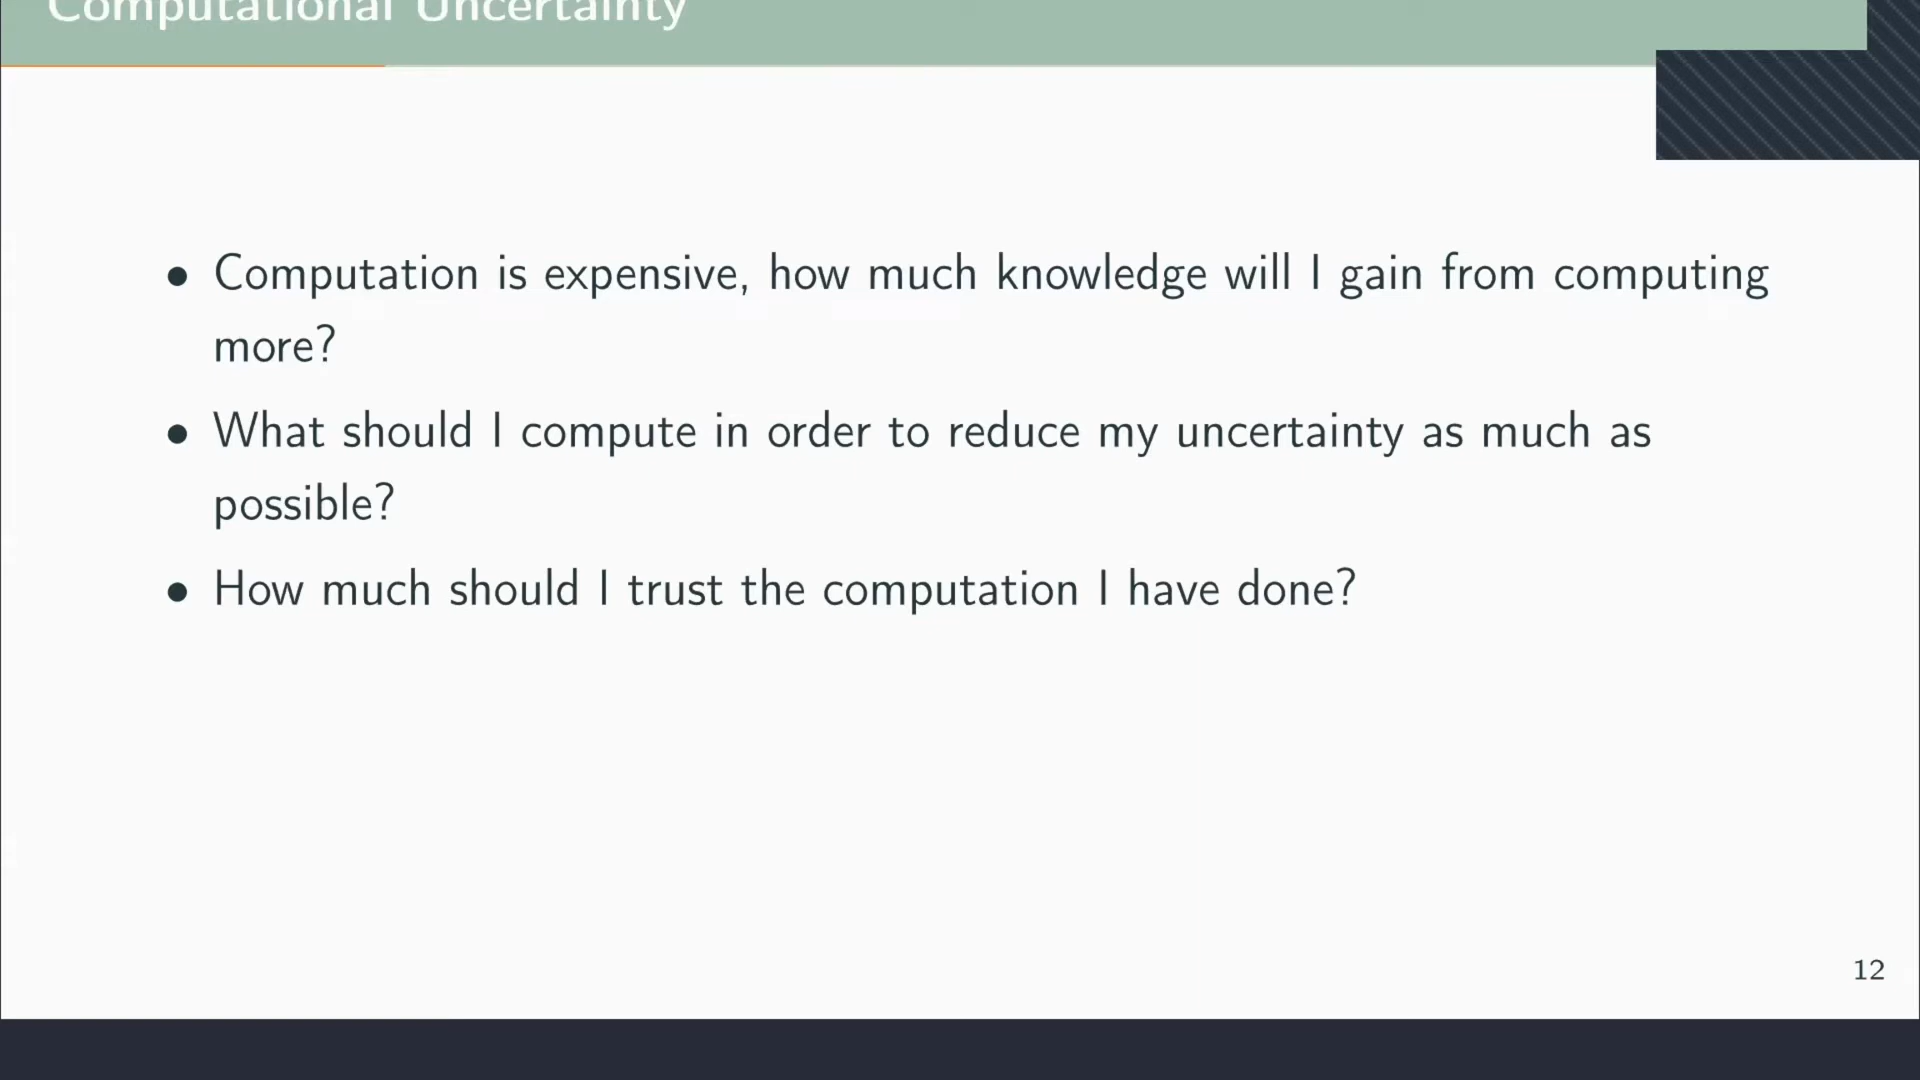 Computational Uncertainty
• Computation is expensive, how much knowledge will I gain from computing
more?
• What should I compute in order to reduce my uncertainty as much as
possible?
• How much should I trust the computation I have done?
12